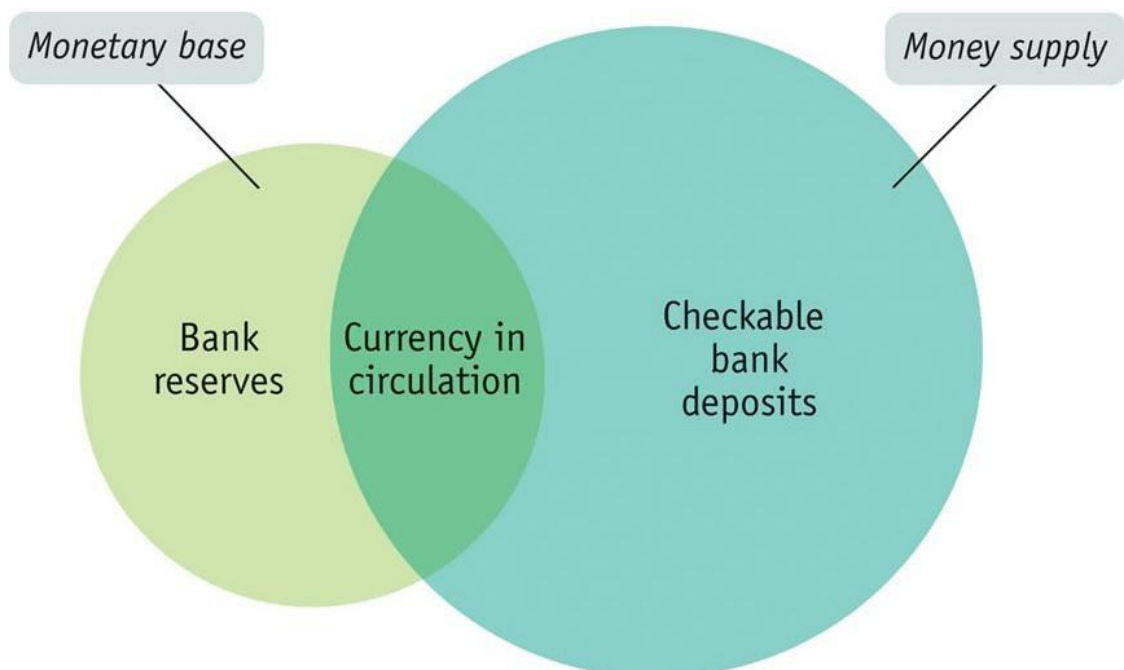 Monetary base
Money supply
Bank
reserves
Currency in
circulation
Checkable
bank
deposits